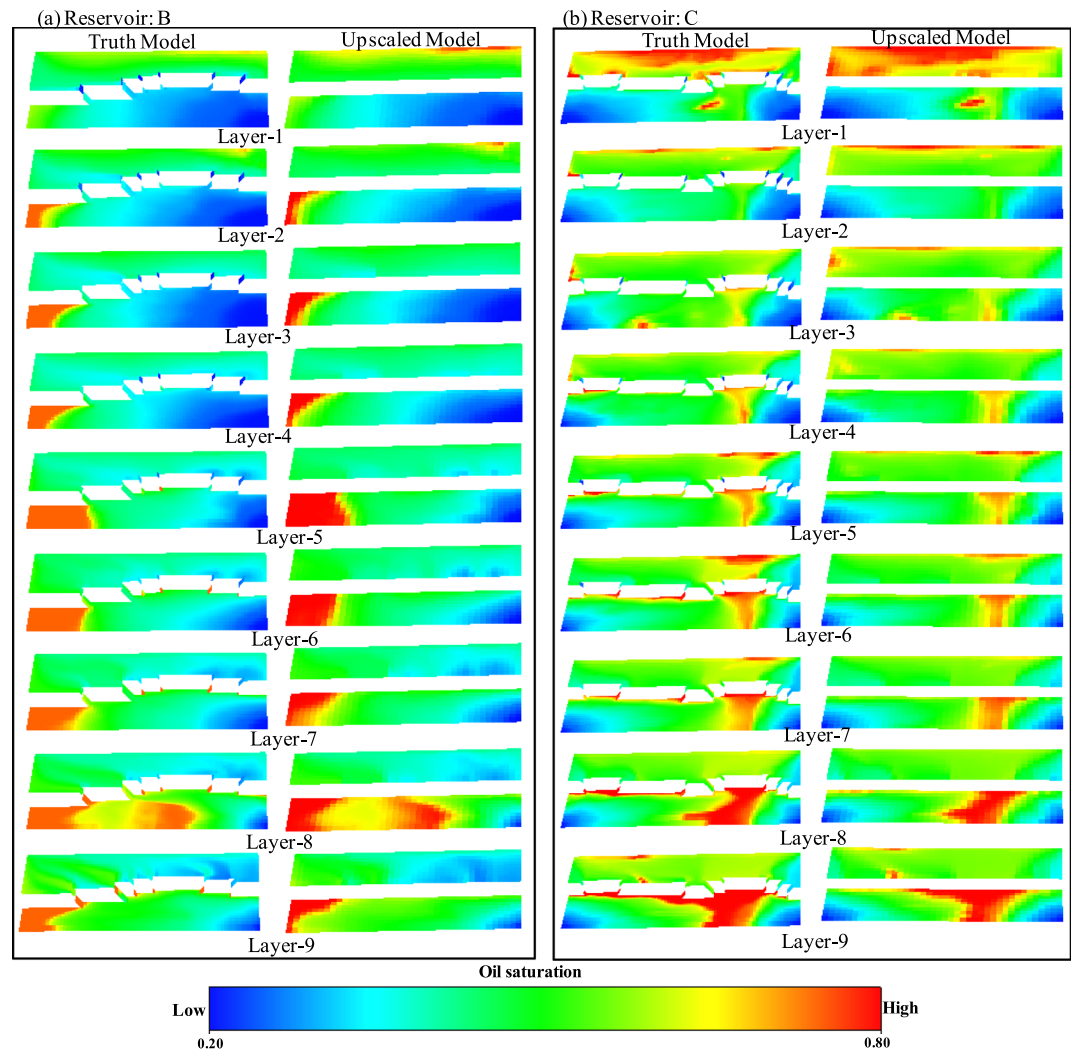 (a) Reservoir: B
Truth Model
Upscaled Model
Layer-1
Layer-2
Layer-3
Layer-4
Layer-5
Layer-6
Layer-7
Layer-8
Layer-9
(b) Reservoir: C
Truth Model
Upscaled Model
Layer-1
Layer-2
Layer-3
Layer-4
Layer-5
Layer-6
Layer-7
Layer-8
Layer-9
Oil saturation
Low
High
0.20
0.80